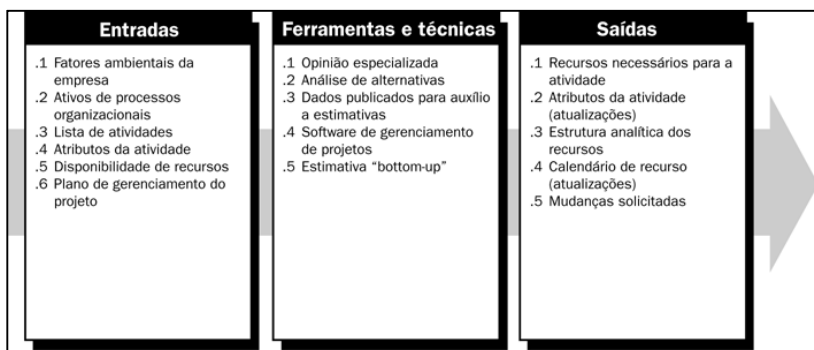 Entradas
.1 Fatores ambientais da
empresa
.2 Ativos de processos
organizacionais
.3 Lista de atividades
.4 Atributos da atividade
.5 Disponibilidade de recursos
.6 Plano de gerenciamento do
projeto
Ferramentas e técnicas
.1 Opinião especializada
.2 Análise de alternativas
.3 Dados publicados para auxílio
a estimativas
.4 Software de gerenciamento
de projetos
.5 Estimativa “bottom-up”
Saídas
.1 Recursos necessários para a
atividade
.2 Atributos da atividade
(atualizações)
.3 Estrutura analítica dos
recursos
.4 Calendário de recurso
(atualizações)
.5 Mudanças solicitadas